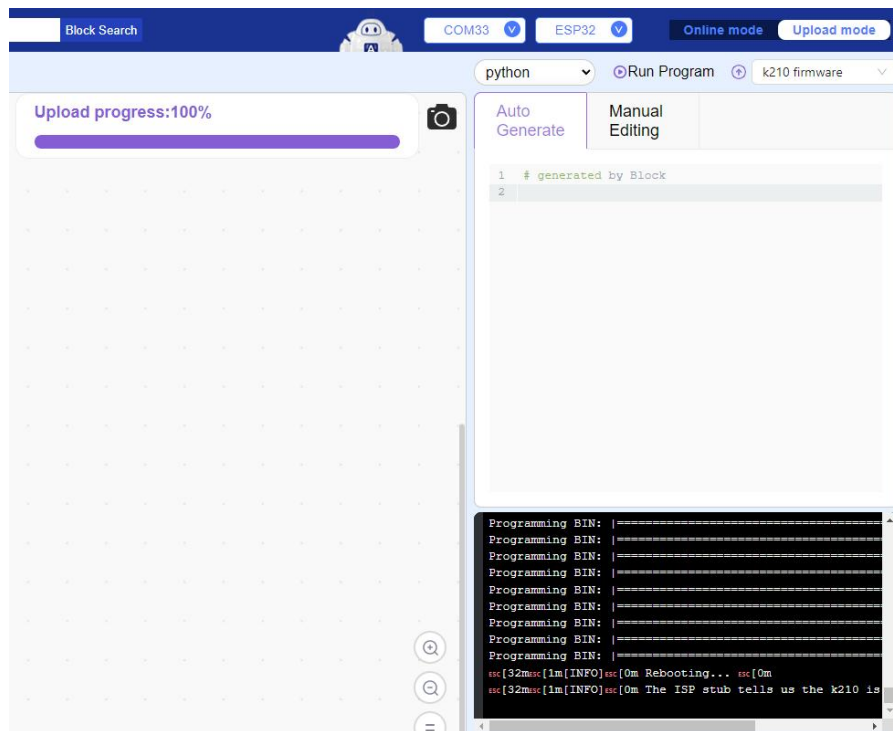 Block Search
A
COM33
ESP32
Online mode
Upload mode
python
Run Program
k210 firmware
Upload progress:100%
Auto
Generate
Manual
Editing
1 # generated by Block
2
Programming BIN: |=====================================
Programming BIN: |=====================================
Programming BIN: |=====================================
Programming BIN: |=====================================
Programming BIN: |=====================================
Programming BIN: |=====================================
Programming BIN: |=====================================
Programming BIN: |=====================================
Programming BIN: |=====================================
ESC[32mESC[1m[INFO]ESC[0m Rebooting... ESC[0m
ESC[32mESC[1m[INFO]ESC[0m The ISP stub tells us the k210 is